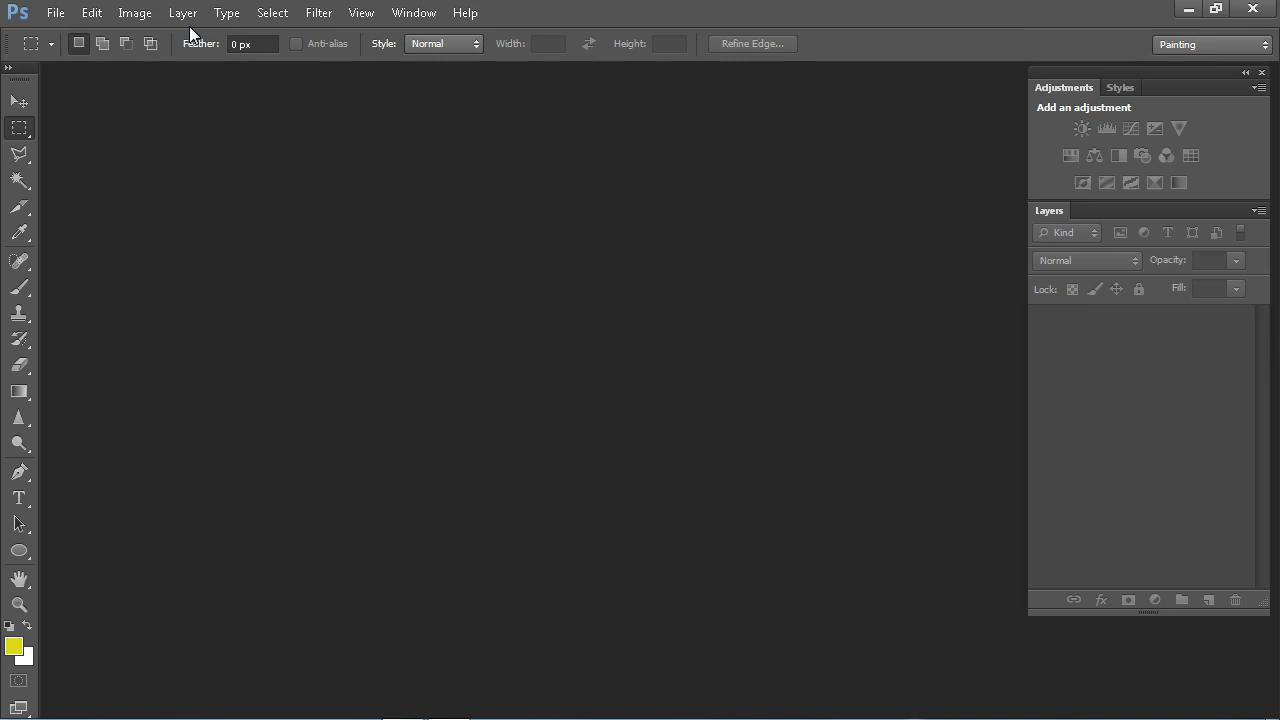 Ps File Edit Image Layer Type Select Filter View Window Help
Feather: 0 px Anti-alias Style: Normal Width: Height: Refine Edge... Painting
Adjustments Styles
Add an adjustment
Layers
Kind T
Normal Opacity:
Lock: Fill:
fx
T